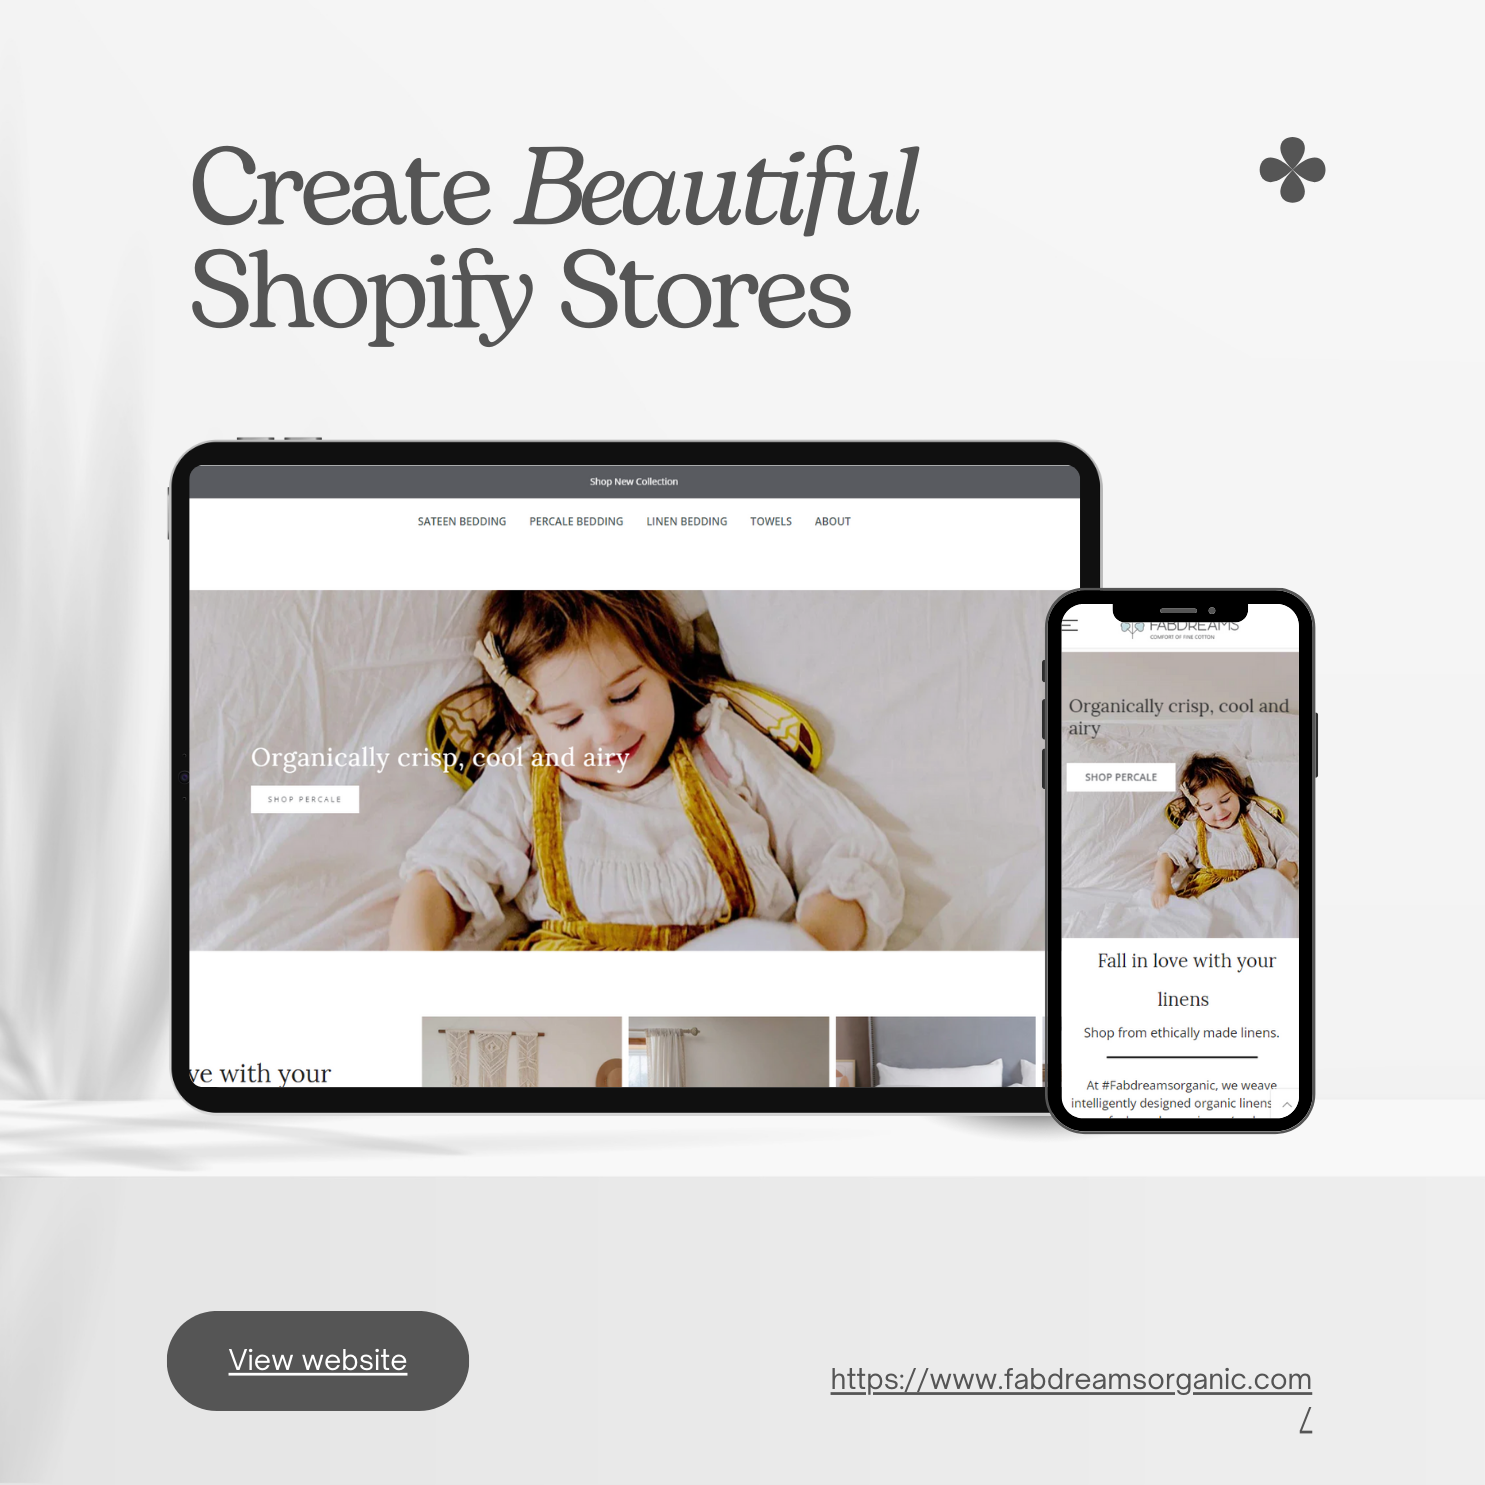 Create Beautiful
Shopify Stores
Shop New Collection
SATEEN BEDDING PERCALE BEDDING LINEN BEDDING TOWELS ABOUT
Organically crisp, cool and airy
SHOP PERCALE
ve with your
FABDREAMS
COMFORT OF FINE COTTON
Organically crisp, cool and
airy
SHOP PERCALE
Fall in love with your
linens
Shop from ethically made linens.
At #Fabdreamsorganic, we weave
intelligently designed organic linens
View website
https://www.fabdreamsorganic.com
/